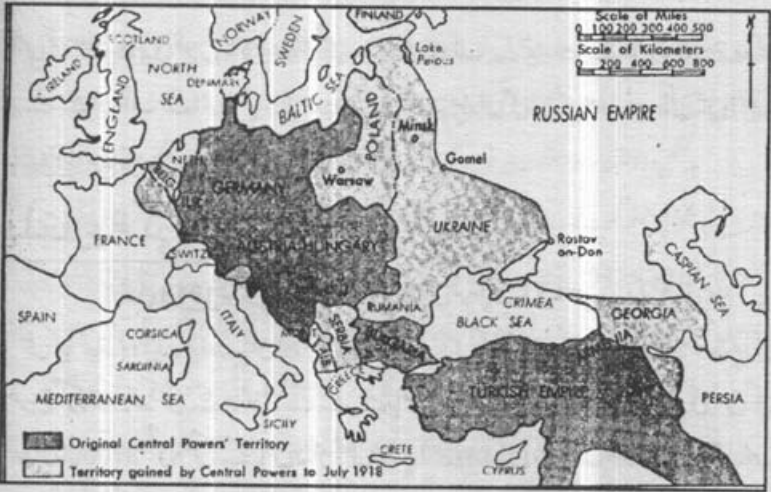 NORWAY
SWEDEN
FINLAND
Scale of Miles
0 100 200 300 400 500
Scale of Kilometers
0 200 400 600 800
SCOTLAND
IRELAND
ENGLAND
NORTH
SEA
DENMARK
BALTIC SEA
Lake
RUSSIAN EMPIRE
POLAND
Minsk
Gomel
NETH
BELG
LUX
GERMANY
Warsaw
UKRAINE
Rostov
on-Don
FRANCE
SWITZ
AUSTRIA-HUNGARY
CASPIAN SEA
SPAIN
CORSICA
SARDINIA
ITALY
RUMANIA
CRIMEA
BLACK SEA
GEORGIA
SERBIA
BULGARIA
GREECE
TURKISH EMPIRE
PERSIA
MEDITERRANEAN SEA
SICILY
CRETE
CYPRUS
Original Central Powers' Territory
Territory gained by Central Powers to July 1918